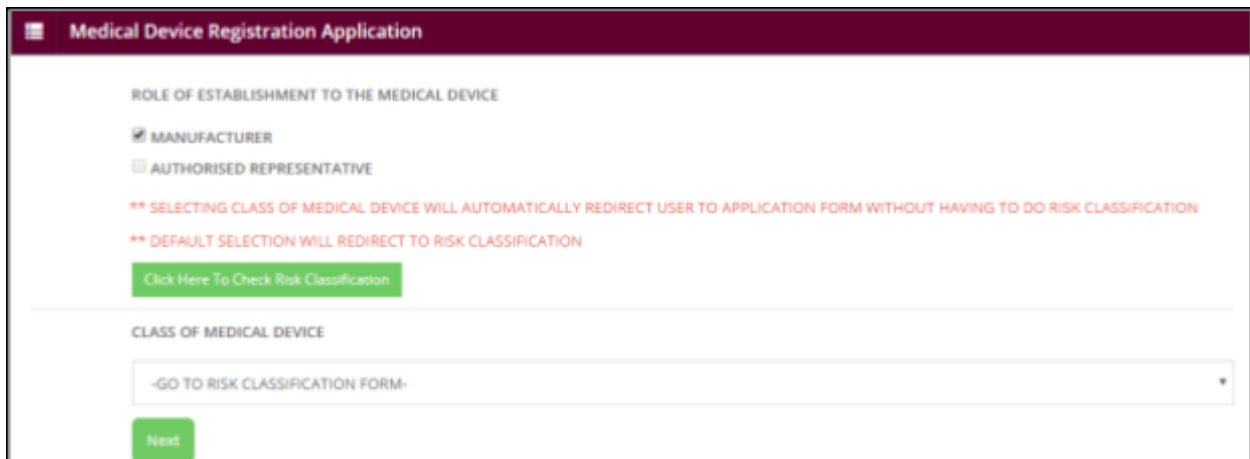 Medical Device Registration Application
ROLE OF ESTABLISHMENT TO THE MEDICAL DEVICE
MANUFACTURER
AUTHORISED REPRESENTATIVE
** SELECTING CLASS OF MEDICAL DEVICE WILL AUTOMATICALLY REDIRECT USER TO APPLICATION FORM WITHOUT HAVING TO DO RISK CLASSIFICATION
** DEFAULT SELECTION WILL REDIRECT TO RISK CLASSIFICATION
Click Here To Check Risk Classification
CLASS OF MEDICAL DEVICE
-GO TO RISK CLASSIFICATION FORM-
Next